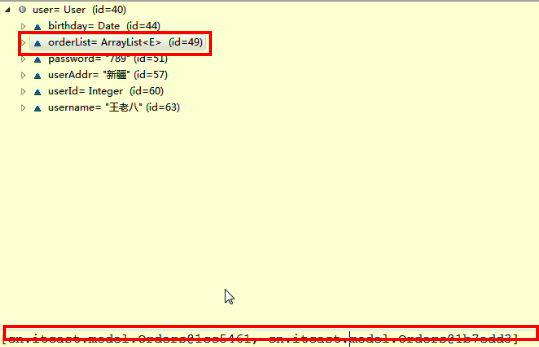 user= User (id=40)
birthday= Date (id=44)
orderList= ArrayList<E> (id=49)
password= "789" (id=51)
userAddr= "新疆" (id=57)
userId= Integer (id=60)
username= "王老八" (id=63)
[cn.itcast.model.Orders@1cc5461, cn.itcast.model.Orders@1b7cdd2]